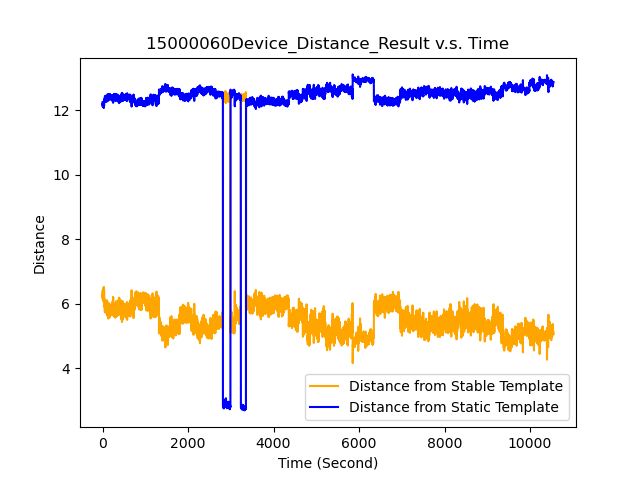 15000060Device_Distance_Result v.s. Time
Distance
12
10
8
6
4
0
2000
4000
6000
8000
10000
Time (Second)
Distance from Stable Template
Distance from Static Template